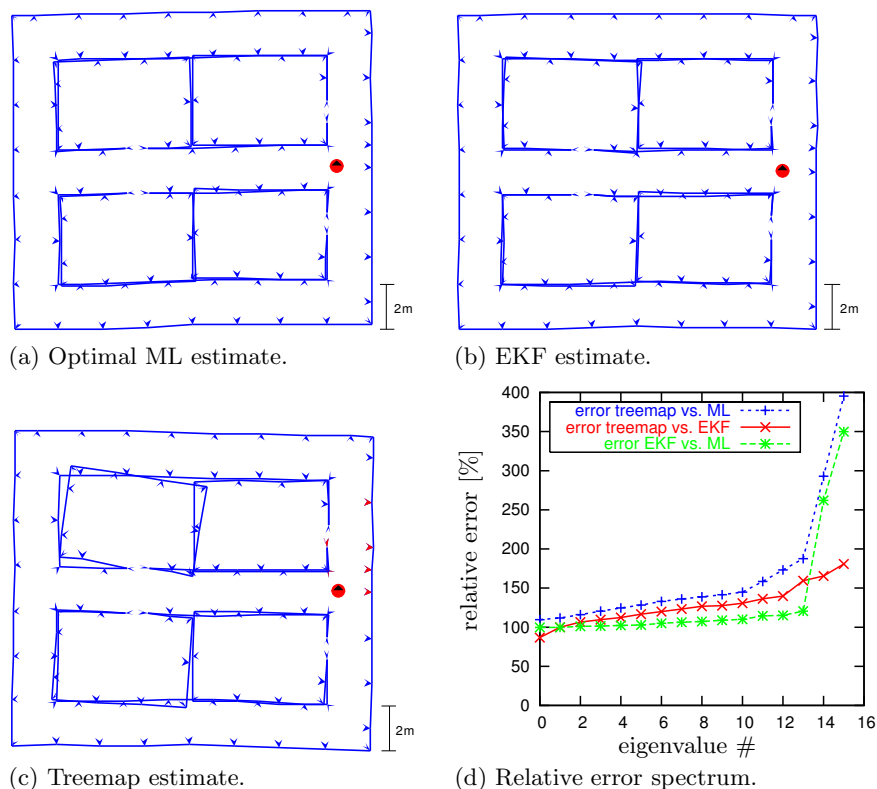 2m
2m
(a) Optimal ML estimate.
(b) EKF estimate.
400
350
300
250
200
150
100
50
0
error treemap vs. ML
error treemap vs. EKF
error EKF vs. ML
relative error [%]
0 2 4 6 8 10 12 14 16
eigenvalue #
2m
(c) Treemap estimate.
(d) Relative error spectrum.